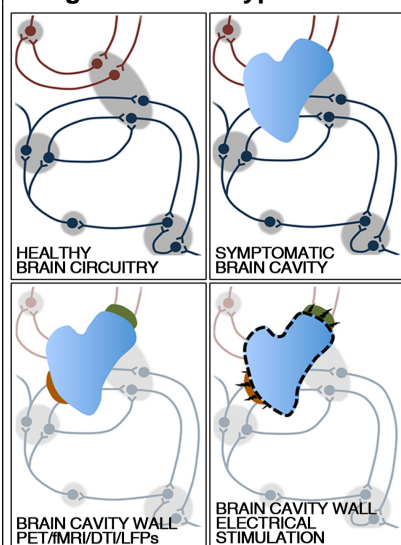 HEALTHY
BRAIN CIRCUITRY
SYMPTOMATIC
BRAIN CAVITY
BRAIN CAVITY WALL
PET/fMRI/DTI/LFPs
BRAIN CAVITY WALL
ELECTRICAL
STIMULATION